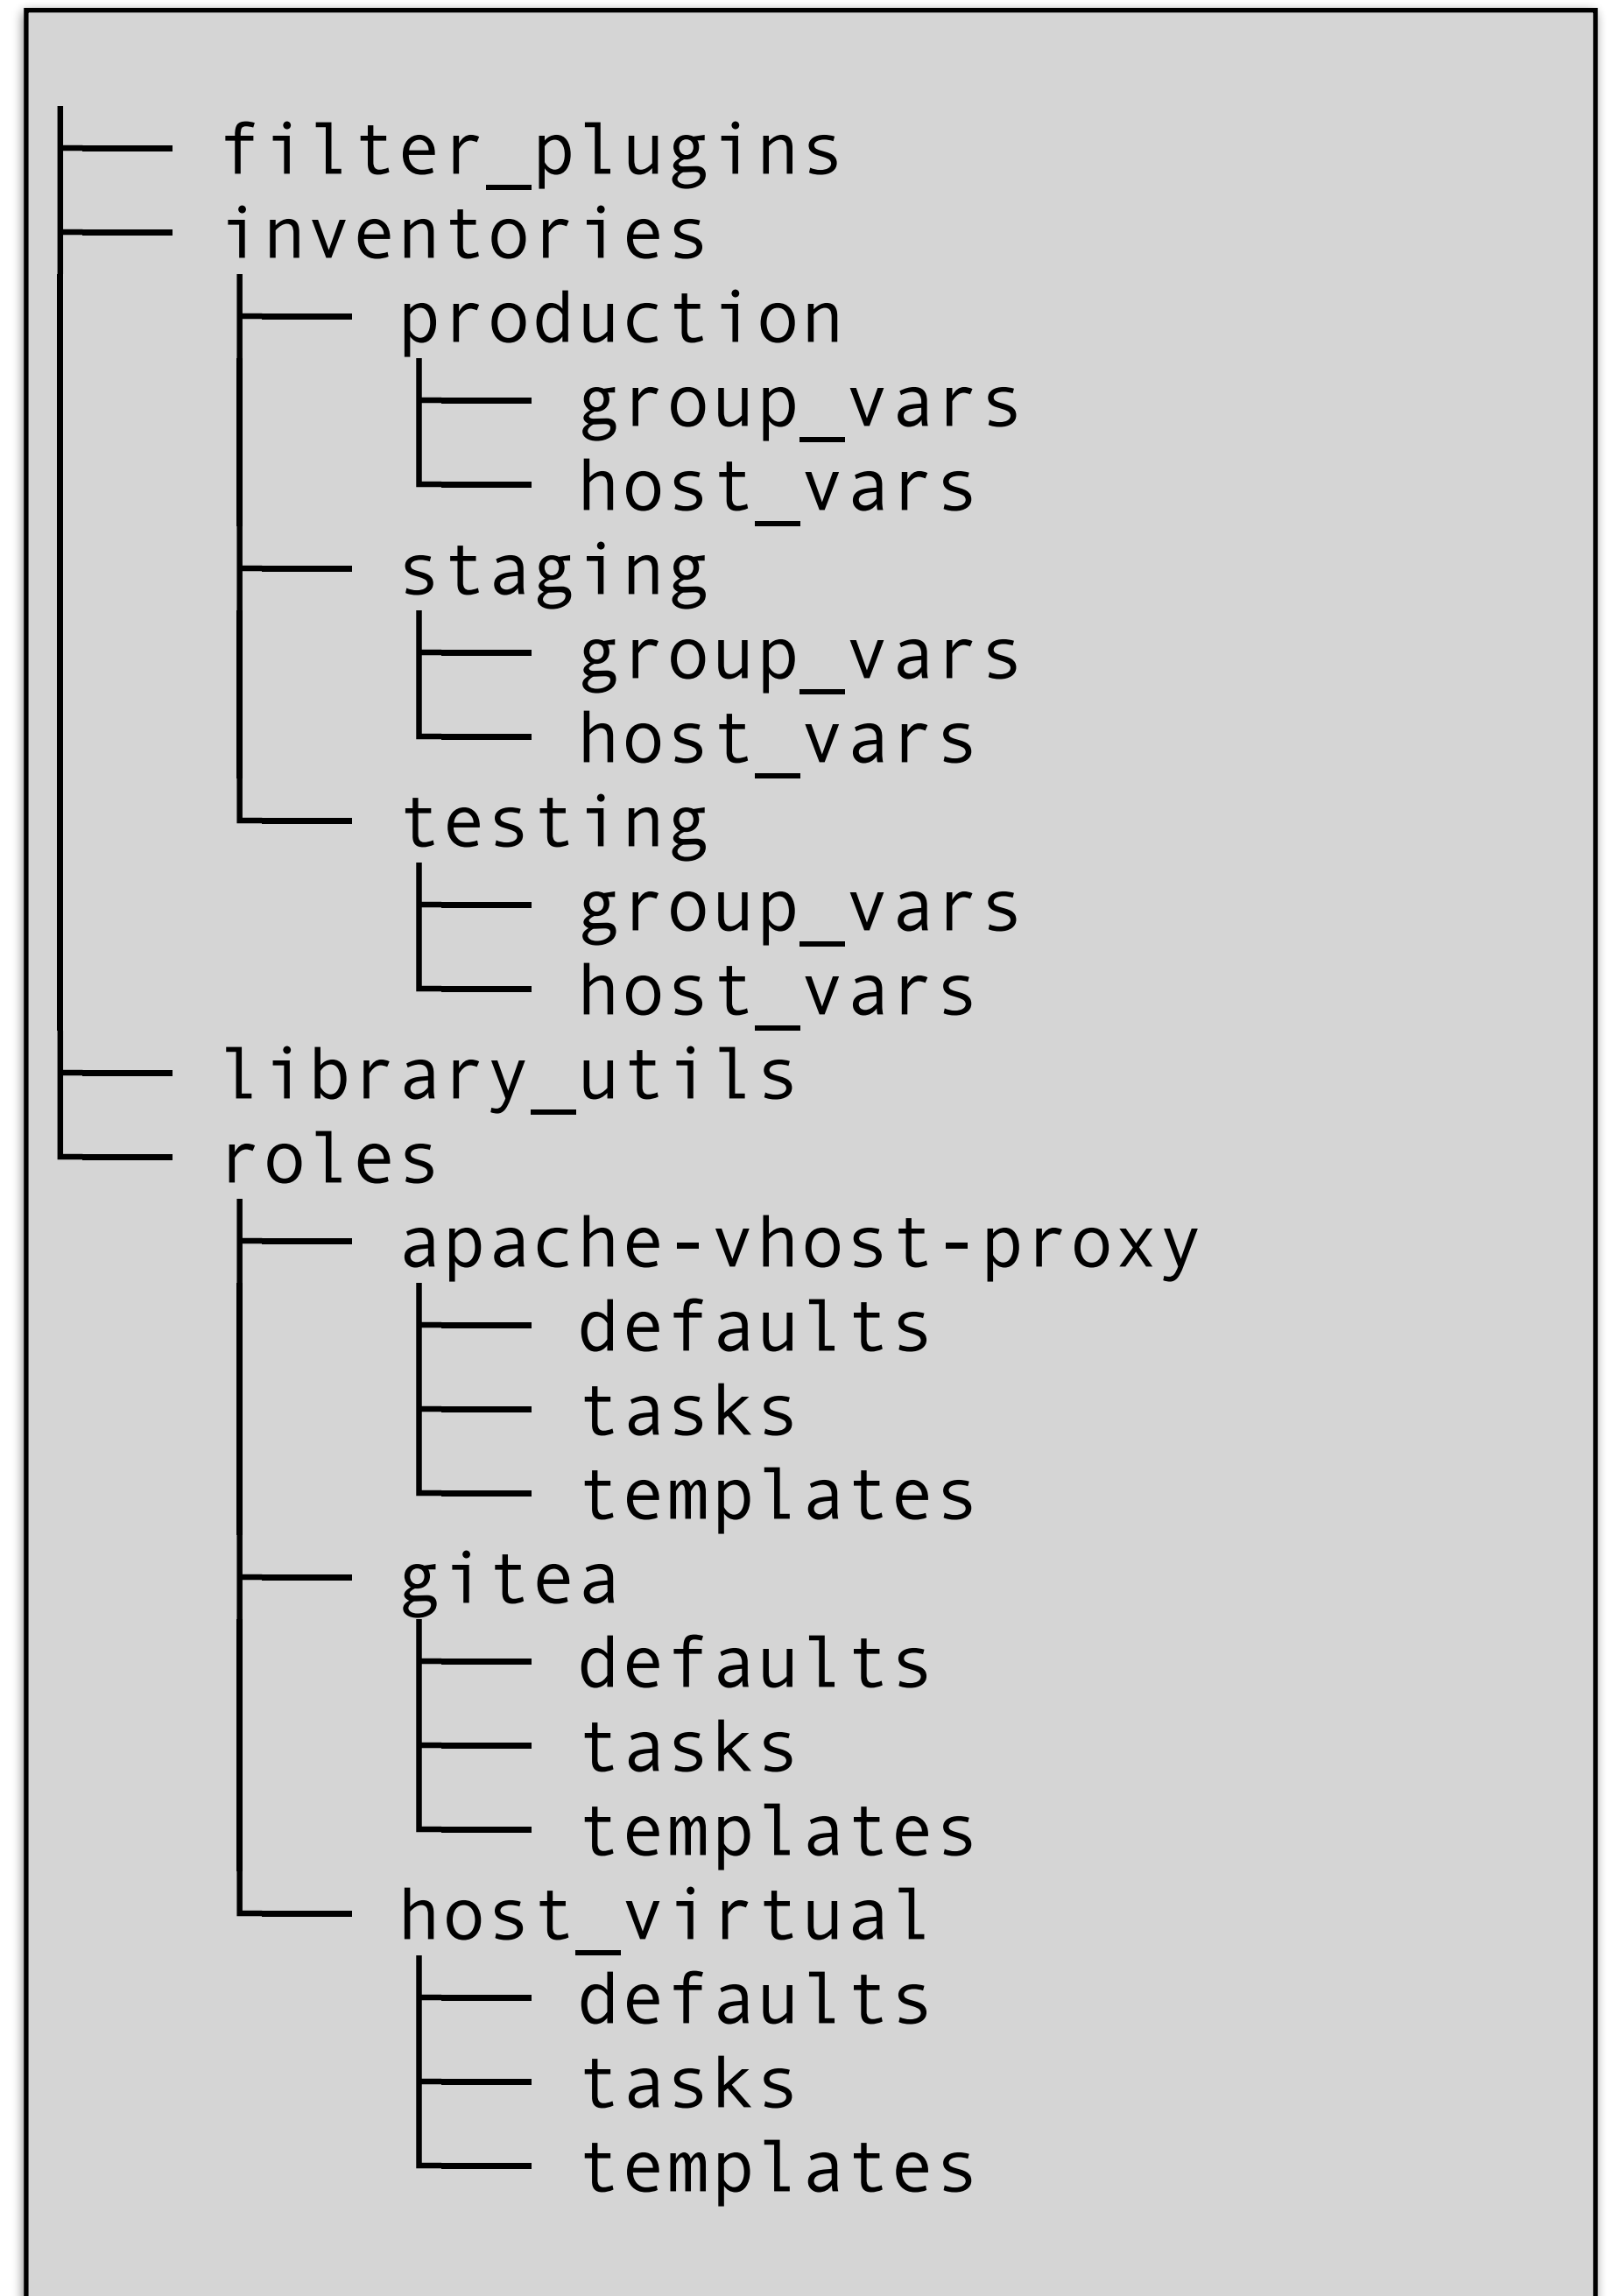 filter_plugins
inventories
production
group_vars
host_vars
staging
group_vars
host_vars
testing
group_vars
host_vars
library_utils
roles
apache-vhost-proxy
defaults
tasks
templates
gitea
defaults
tasks
templates
host_virtual
defaults
tasks
templates